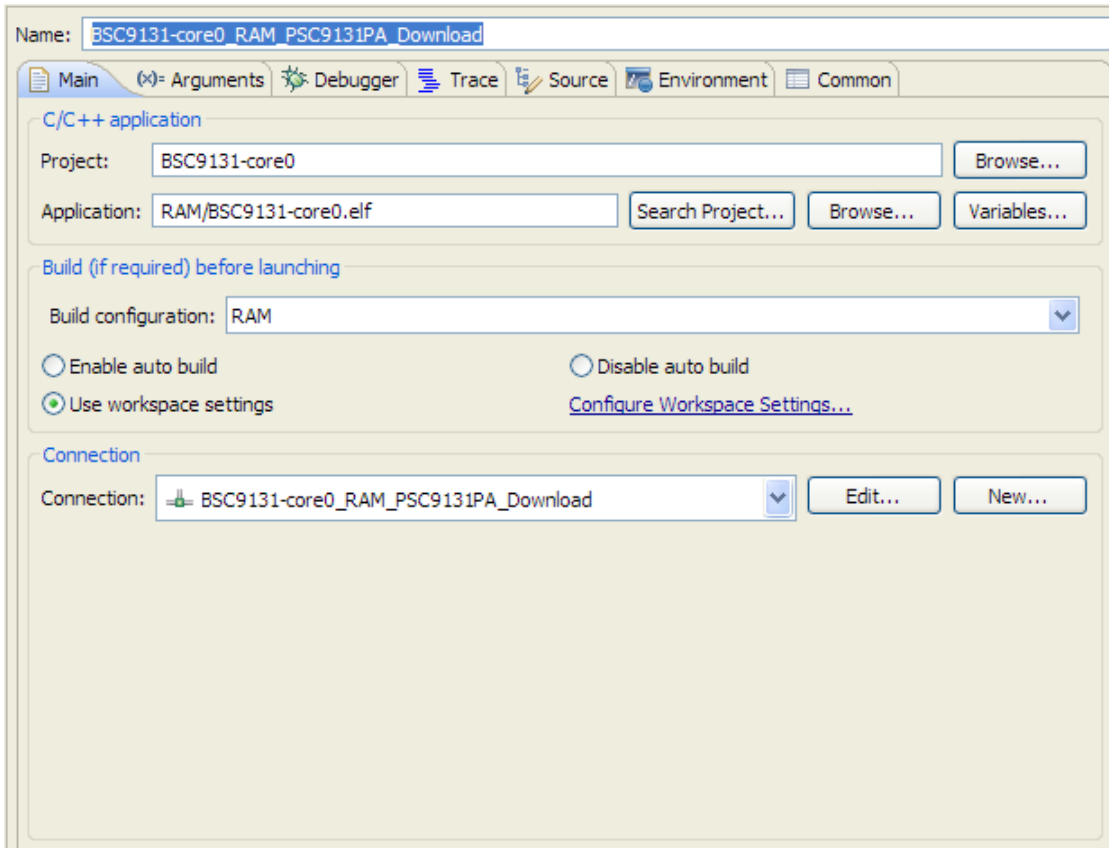 Name: BSC9131-core0_RAM_PSC9131PA_Download
Main (x)= Arguments Debugger Trace Source Environment Common
C/C++ application
Project: BSC9131-core0 Browse...
Application: RAM/BSC9131-core0.elf Search Project... Browse... Variables...
Build (if required) before launching
Build configuration: RAM
Enable auto build Disable auto build
Use workspace settings Configure Workspace Settings...
Connection
Connection: BSC9131-core0_RAM_PSC9131PA_Download Edit... New...